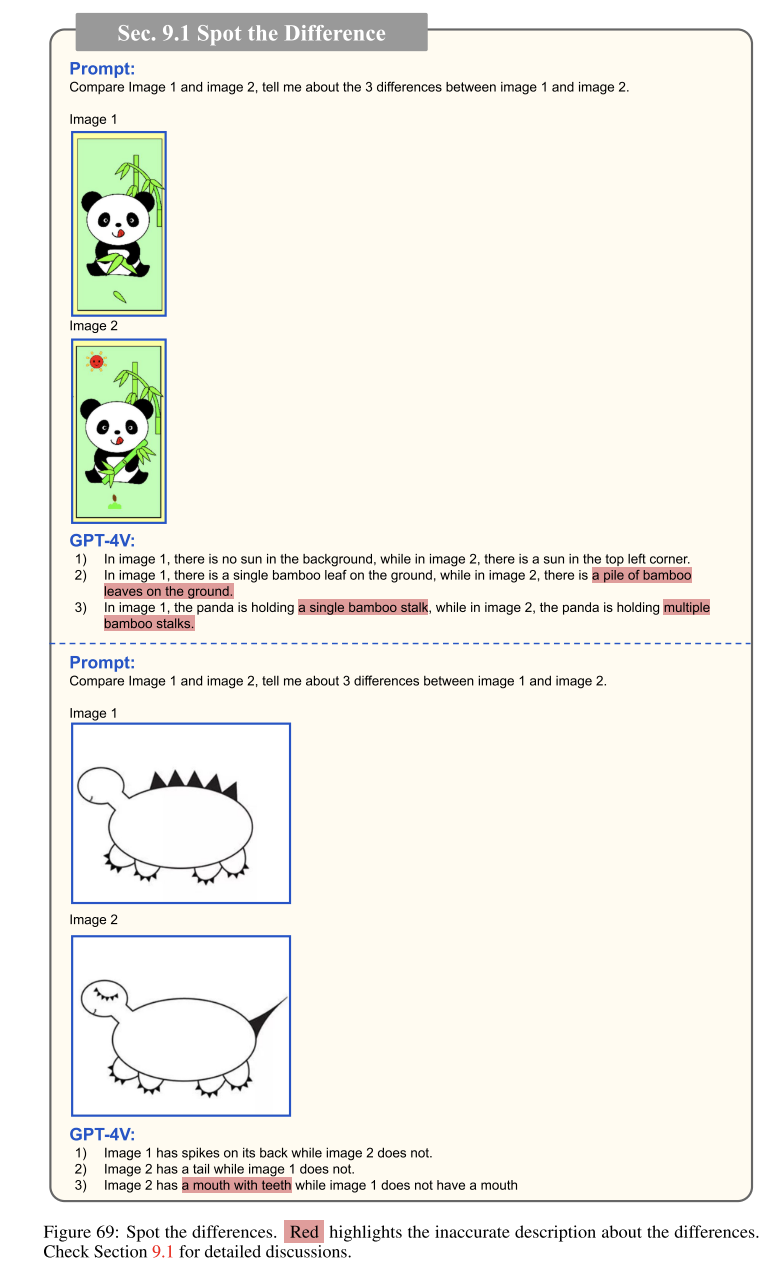 Sec. 9.1 Spot the Difference
Prompt:
Compare Image 1 and image 2, tell me about the 3 differences between image 1 and image 2.
Image 1
Image 2
GPT-4V:
1) In image 1, there is no sun in the background, while in image 2, there is a sun in the top left corner.
2) In image 1, there is a single bamboo leaf on the ground, while in image 2, there is a pile of bamboo
leaves on the ground.
3) In image 1, the panda is holding a single bamboo stalk, while in image 2, the panda is holding multiple
bamboo stalks.
Prompt:
Compare Image 1 and image 2, tell me about 3 differences between image 1 and image 2.
Image 1
Image 2
GPT-4V:
1) Image 1 has spikes on its back while image 2 does not.
2) Image 2 has a tail while image 1 does not.
3) Image 2 has a mouth with teeth while image 1 does not have a mouth
Figure 69: Spot the differences. Red highlights the inaccurate description about the differences.
Check Section 9.1 for detailed discussions.